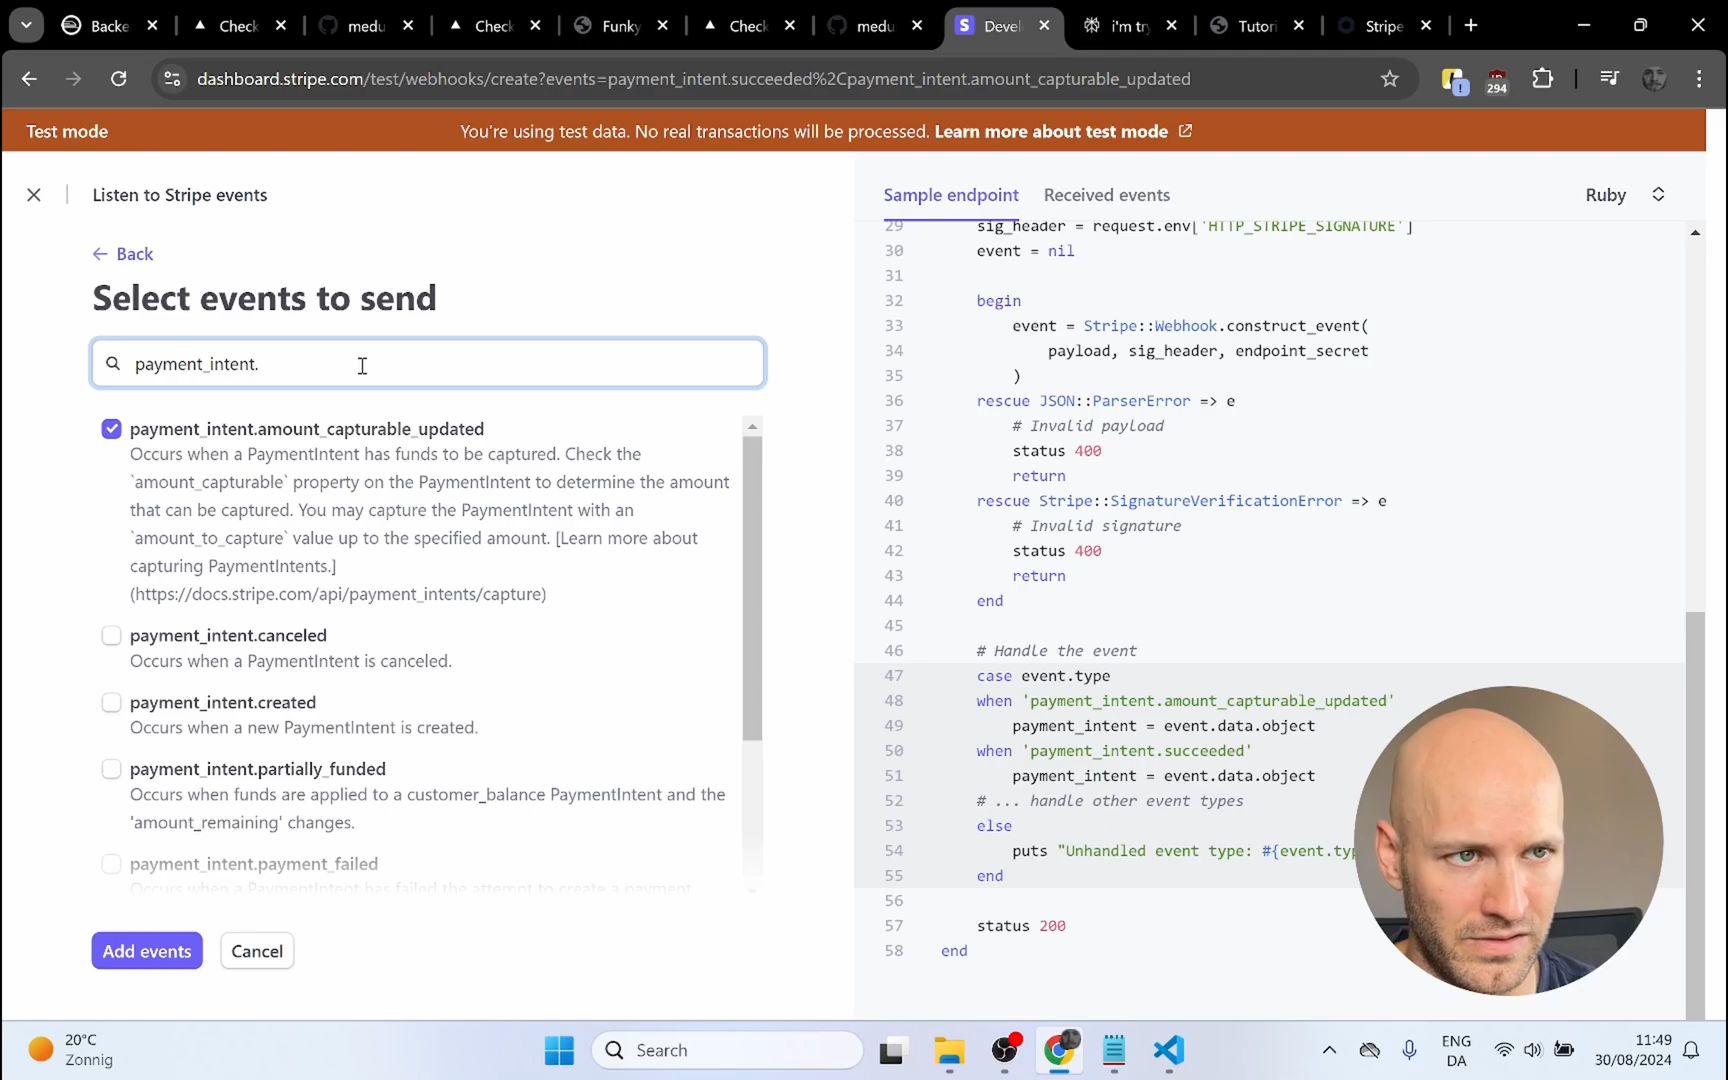 Backe
Check
medu
Check
Funky
Check
medu
Devel
i'm try
Tutori
Stripe
dashboard.stripe.com/test/webhooks/create?events=payment_intent.succeeded%2Cpayment_intent.amount_capturable_updated
294
Test mode
You're using test data. No real transactions will be processed. Learn more about test mode
Listen to Stripe events
Back
Select events to send
payment_intent.
payment_intent.amount_capturable_updated
Occurs when a PaymentIntent has funds to be captured. Check the
`amount_capturable` property on the PaymentIntent to determine the amount
that can be captured. You may capture the PaymentIntent with an
`amount_to_capture` value up to the specified amount. [Learn more about
capturing PaymentIntents.]
(https://docs.stripe.com/api/payment_intents/capture)
payment_intent.canceled
Occurs when a PaymentIntent is canceled.
payment_intent.created
Occurs when a new PaymentIntent is created.
payment_intent.partially_funded
Occurs when funds are applied to a customer_balance PaymentIntent and the
'amount_remaining' changes.
payment_intent.payment_failed
Occurs when a PaymentIntent has failed the attempt to create a payment
Add events
Cancel
Sample endpoint
Received events
Ruby
29 sig_header = request.env['HTTP_STRIPE_SIGNATURE']
30 event = nil
31
32 begin
33 event = Stripe::Webhook.construct_event(
34 payload, sig_header, endpoint_secret
35 )
36 rescue JSON::ParserError => e
37 # Invalid payload
38 status 400
39 return
40 rescue Stripe::SignatureVerificationError => e
41 # Invalid signature
42 status 400
43 return
44 end
45
46 # Handle the event
47 case event.type
48 when 'payment_intent.amount_capturable_updated'
49 payment_intent = event.data.object
50 when 'payment_intent.succeeded'
51 payment_intent = event.data.object
52 # ... handle other event types
53 else
54 puts "Unhandled event type: #{event.typ
55 end
56
57 status 200
58 end
20°C
Zonnig
Search
ENG
DA
11:49
30/08/2024